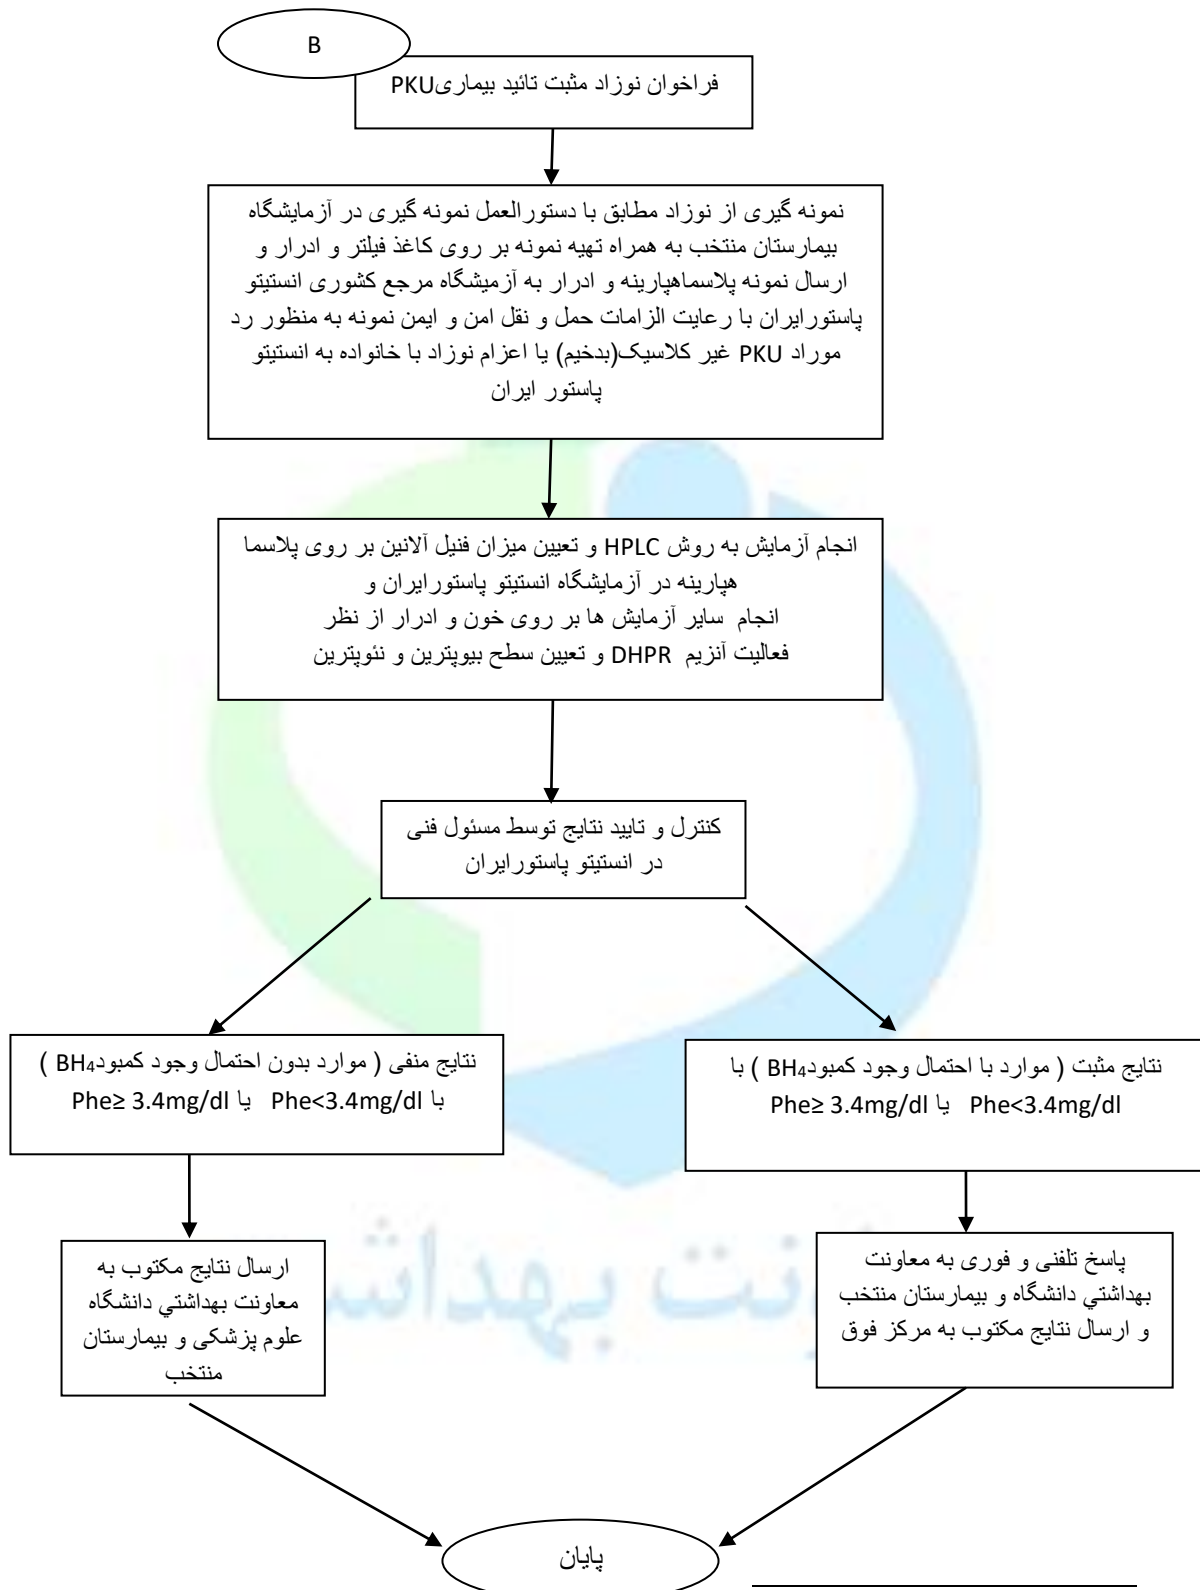 B
فراخوان نوزاد مثبت تائید بیماریPKU
نمونه گیری از نوزاد مطابق با دستورالعمل نمونه گیری در آزمایشگاه
بیمارستان منتخب به همراه تهیه نمونه بر روی کاغذ فیلتر و ادرار و
ارسال نمونه پلاسماهپارینه و ادرار به آزمیشگاه مرجع کشوری انستیتو
پاستورایران با رعایت الزامات حمل و نقل امن و ایمن نمونه به منظور رد
موراد PKU غیر کلاسیک(بدخیم) یا اعزام نوزاد با خانواده به انستیتو
پاستور ایران
انجام آزمایش به روش HPLC و تعیین میزان فنیل آلانین بر روی پلاسما
هپارینه در آزمایشگاه انستیتو پاستورایران و
انجام سایر آزمایش ها بر روی خون و ادرار از نظر
فعالیت آنزیم DHPR و تعیین سطح بیوپترین و نئوپترین
کنترل و تایید نتایج توسط مسئول فنی
در انستیتو پاستورایران
نتایج مثبت ( موارد با احتمال وجود کمبودBH₄ ) با
Phe<3.4mg/dl یا Phe≥ 3.4mg/dl
نتایج منفی ( موارد بدون احتمال وجود کمبودBH₄ )
با Phe<3.4mg/dl یا Phe≥ 3.4mg/dl
پاسخ تلفنی و فوری به معاونت
بهداشتي دانشگاه و بیمارستان منتخب
و ارسال نتایج مکتوب به مرکز فوق
ارسال نتایج مکتوب به
معاونت بهداشتي دانشگاه
علوم پزشکی و بیمارستان
منتخب
پایان